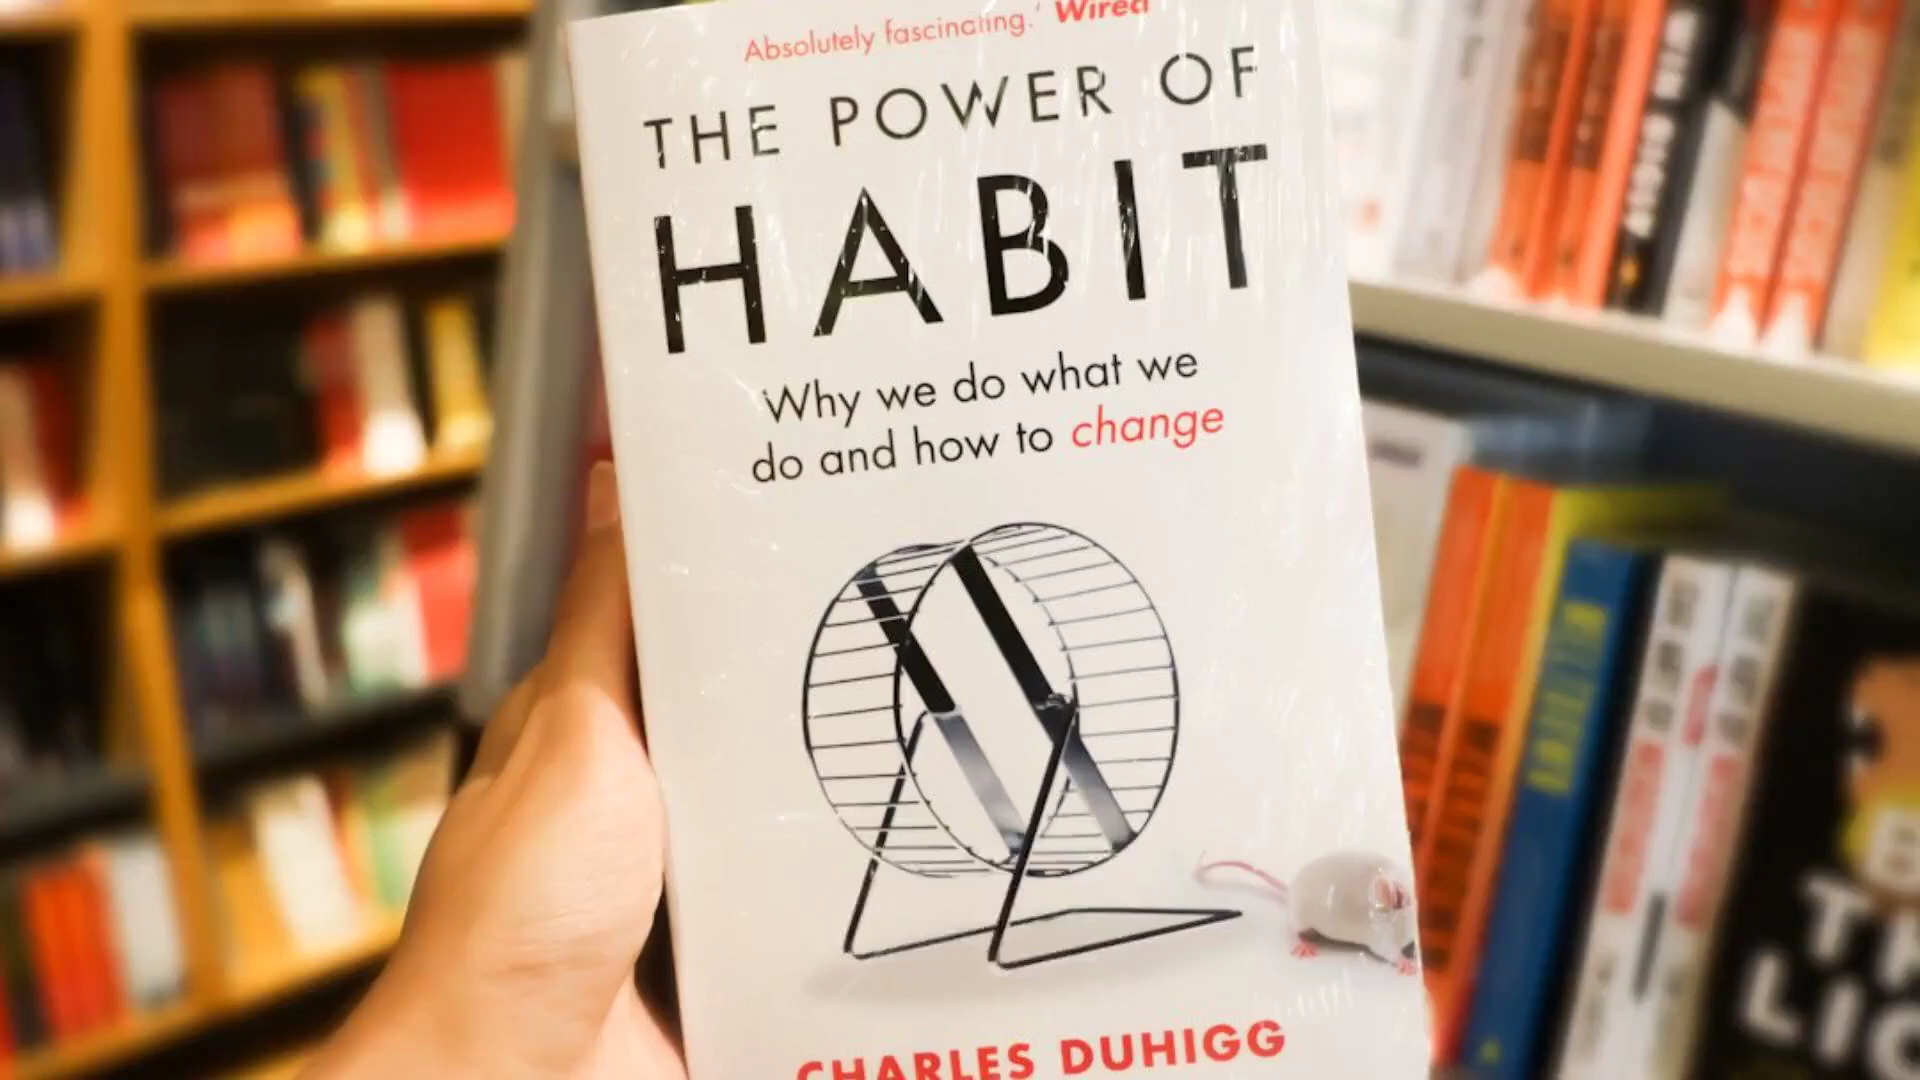 Absolutely fascinating.' Wired
THE POWER OF
HABIT
Why we do what we
do and how to change
CHARLES DUHIGG